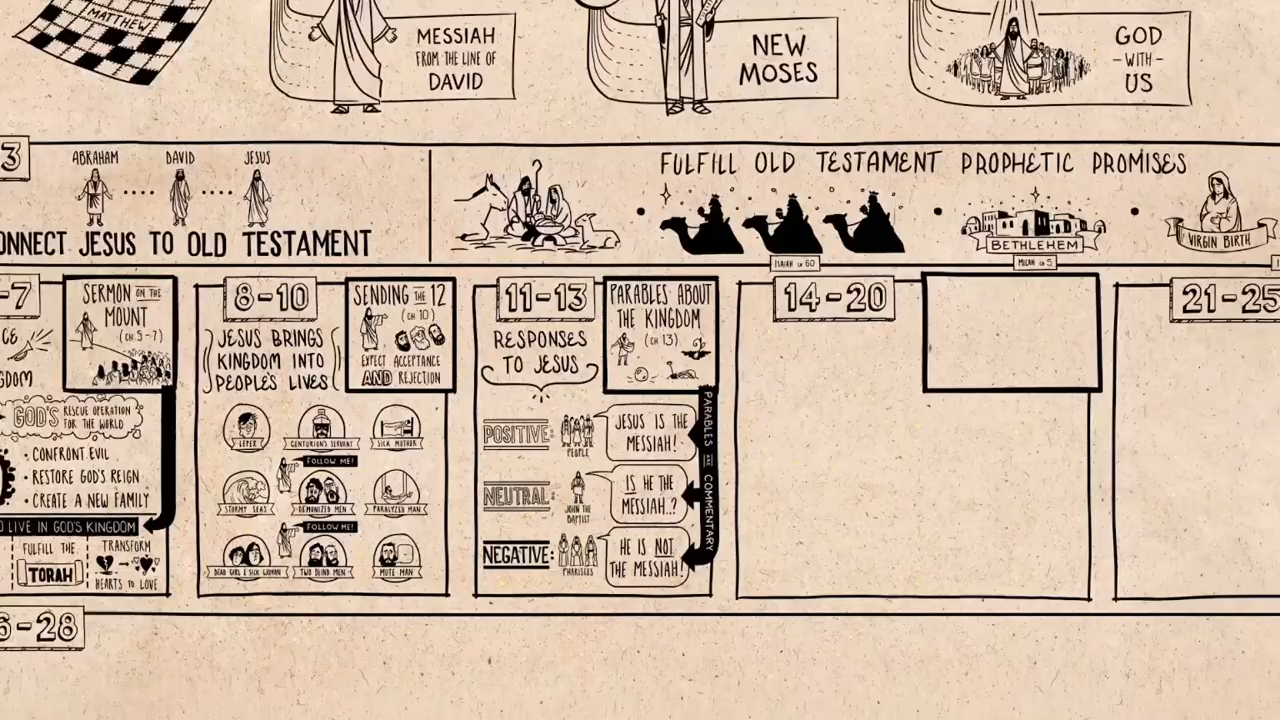 MATTHEW
MESSIAH
FROM THE LINE OF
DAVID
NEW
MOSES
GOD
-WITH-
US
3
ABRAHAM
DAVID
JESUS
ONNECT JESUS TO OLD TESTAMENT
FULFILL OLD TESTAMENT PROPHETIC PROMISES
BETHLEHEM
VIRGIN BIRTH
ISAIAH CH 60
MICAH CH 5
-7
SERMON ON THE
MOUNT
(CH 5-7)
GOD'S RESCUE OPERATION
FOR THE WORLD
• CONFRONT EVIL
• RESTORE GOD'S REIGN
• CREATE A NEW FAMILY
O LIVE IN GOD'S KINGDOM
FULFILL THE
TORAH
TRANSFORM
HEARTS TO LOVE
8-10
JESUS BRINGS
KINGDOM INTO
PEOPLE'S LIVES
SENDING THE 12
(CH 10)
EXPECT ACCEPTANCE
AND REJECTION
LEPER
CENTURION'S SERVANT
SICK MOTHER
FOLLOW ME!
STORMY SEAS
DEMONIZED MEN
PARALYZED MAN
FOLLOW ME!
DEAD GIRL & SICK WOMAN
TWO BLIND MEN
MUTE MAN
11-13
RESPONSES
TO JESUS
PARABLES ABOUT
THE KINGDOM
(CH 13)
POSITIVE:
PEOPLE
JESUS IS THE
MESSIAH!
NEUTRAL:
JOHN THE
BAPTIST
IS HE THE
MESSIAH..?
NEGATIVE:
PHARISEES
HE IS NOT
THE MESSIAH!
PARABLES ARE COMMENTARY
14-20
21-25
6-28